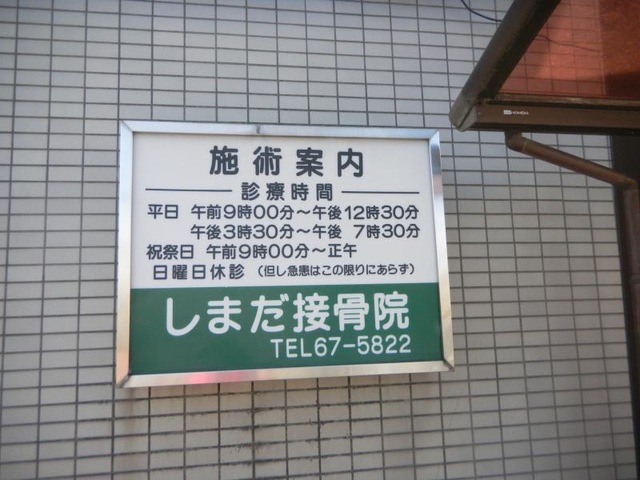 施術案内
診療時間
平日 午前9時00分～午後12時30分
午後3時30分～午後 7時30分
祝祭日 午前9時00分～正午
日曜日休診 (但し急患はこの限りにあらず)
しまだ接骨院
TEL67-5822